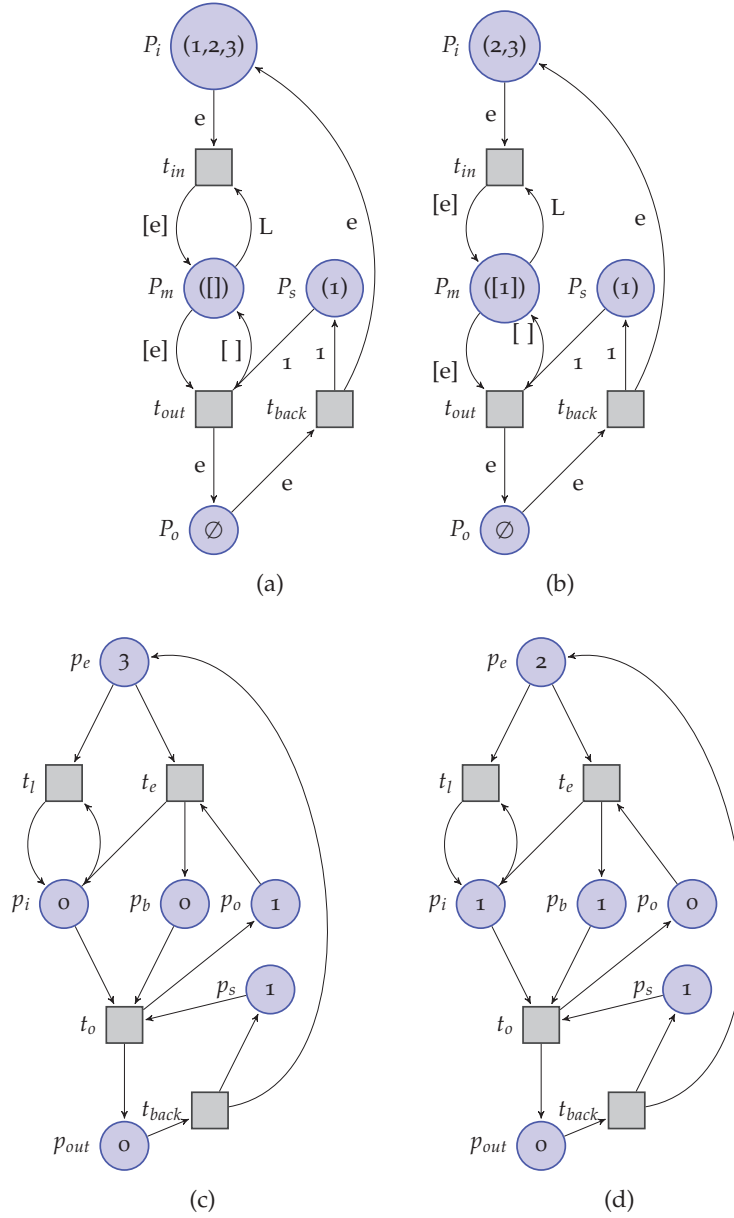 P_i (1,2,3) P_i (2,3)
e e
t_in t_in
[e] L [e] L
e e
P_m ([]) P_s (1) P_m ([1]) P_s (1)
[e] [ ] 1 1 [e] [ ] 1 1
t_out t_back t_out t_back
e e e e
P_o ∅ P_o ∅
(a) (b)
p_e 3 p_e 2
t_l t_e t_l t_e
p_i 0 p_b 0 p_o 1 p_i 1 p_b 1 p_o 0
p_s 1 p_s 1
t_o t_o
t_back t_back
p_out 0 p_out 0
(c) (d)